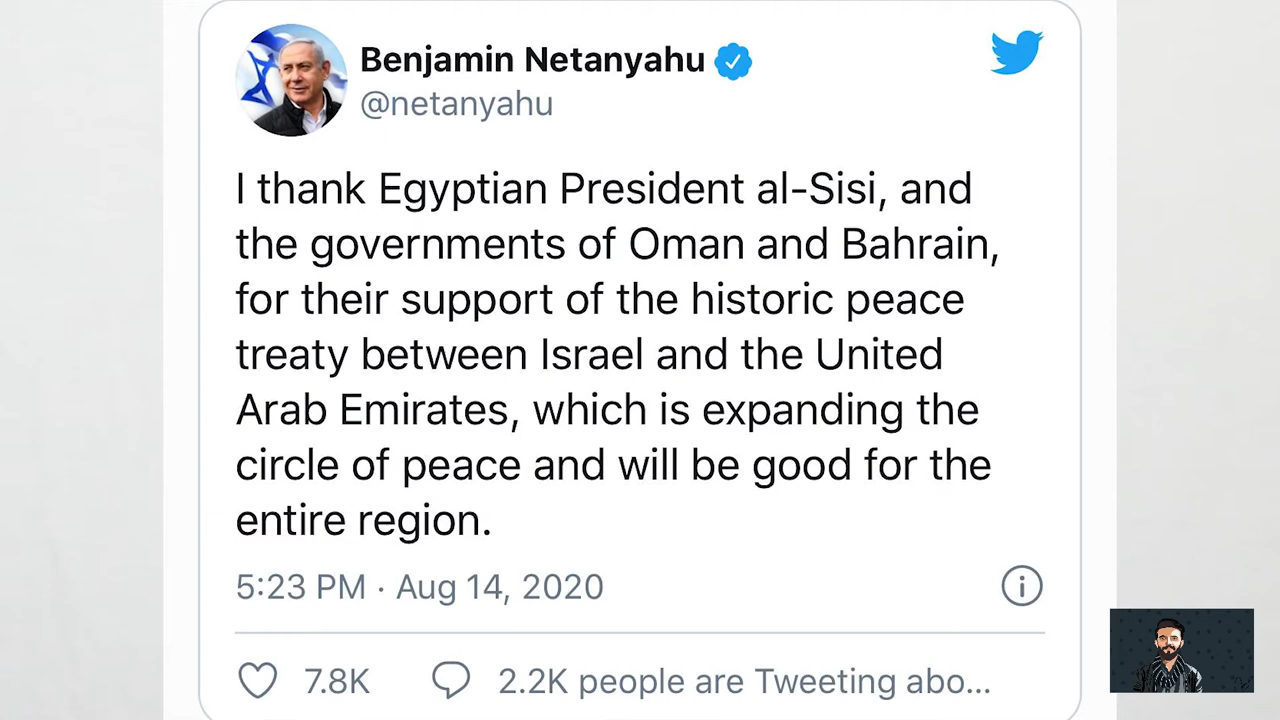 Benjamin Netanyahu
@netanyahu
I thank Egyptian President al-Sisi, and
the governments of Oman and Bahrain,
for their support of the historic peace
treaty between Israel and the United
Arab Emirates, which is expanding the
circle of peace and will be good for the
entire region.
5:23 PM · Aug 14, 2020
7.8K 2.2K people are Tweeting abo...